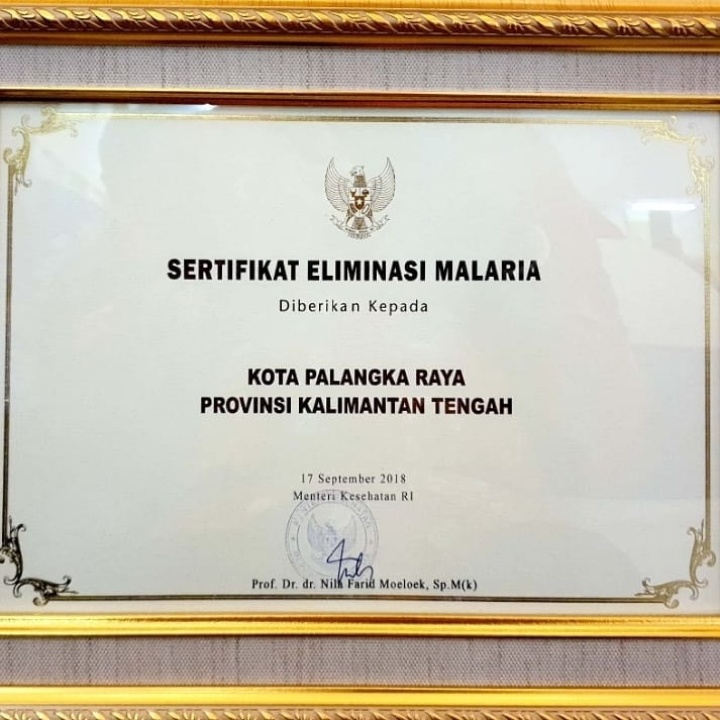 SERTIFIKAT ELIMINASI MALARIA
Diberikan Kepada
KOTA PALANGKA RAYA
PROVINSI KALIMANTAN TENGAH
17 September 2018
Menteri Kesehatan RI
Prof. Dr. dr. Nila Farid Moeloek, Sp.M(k)